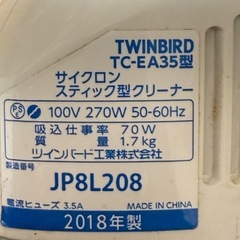 TWINBIRD
TC-EA35型
サイクロン
スティック型クリーナー
PSE 100V 270W 50-60Hz
吸込仕事率 70W
質量 1.7kg
ツインバード工業株式会社
製造番号
JP8L208
電流ヒューズ 3.5A MADE IN CHINA
2018年製